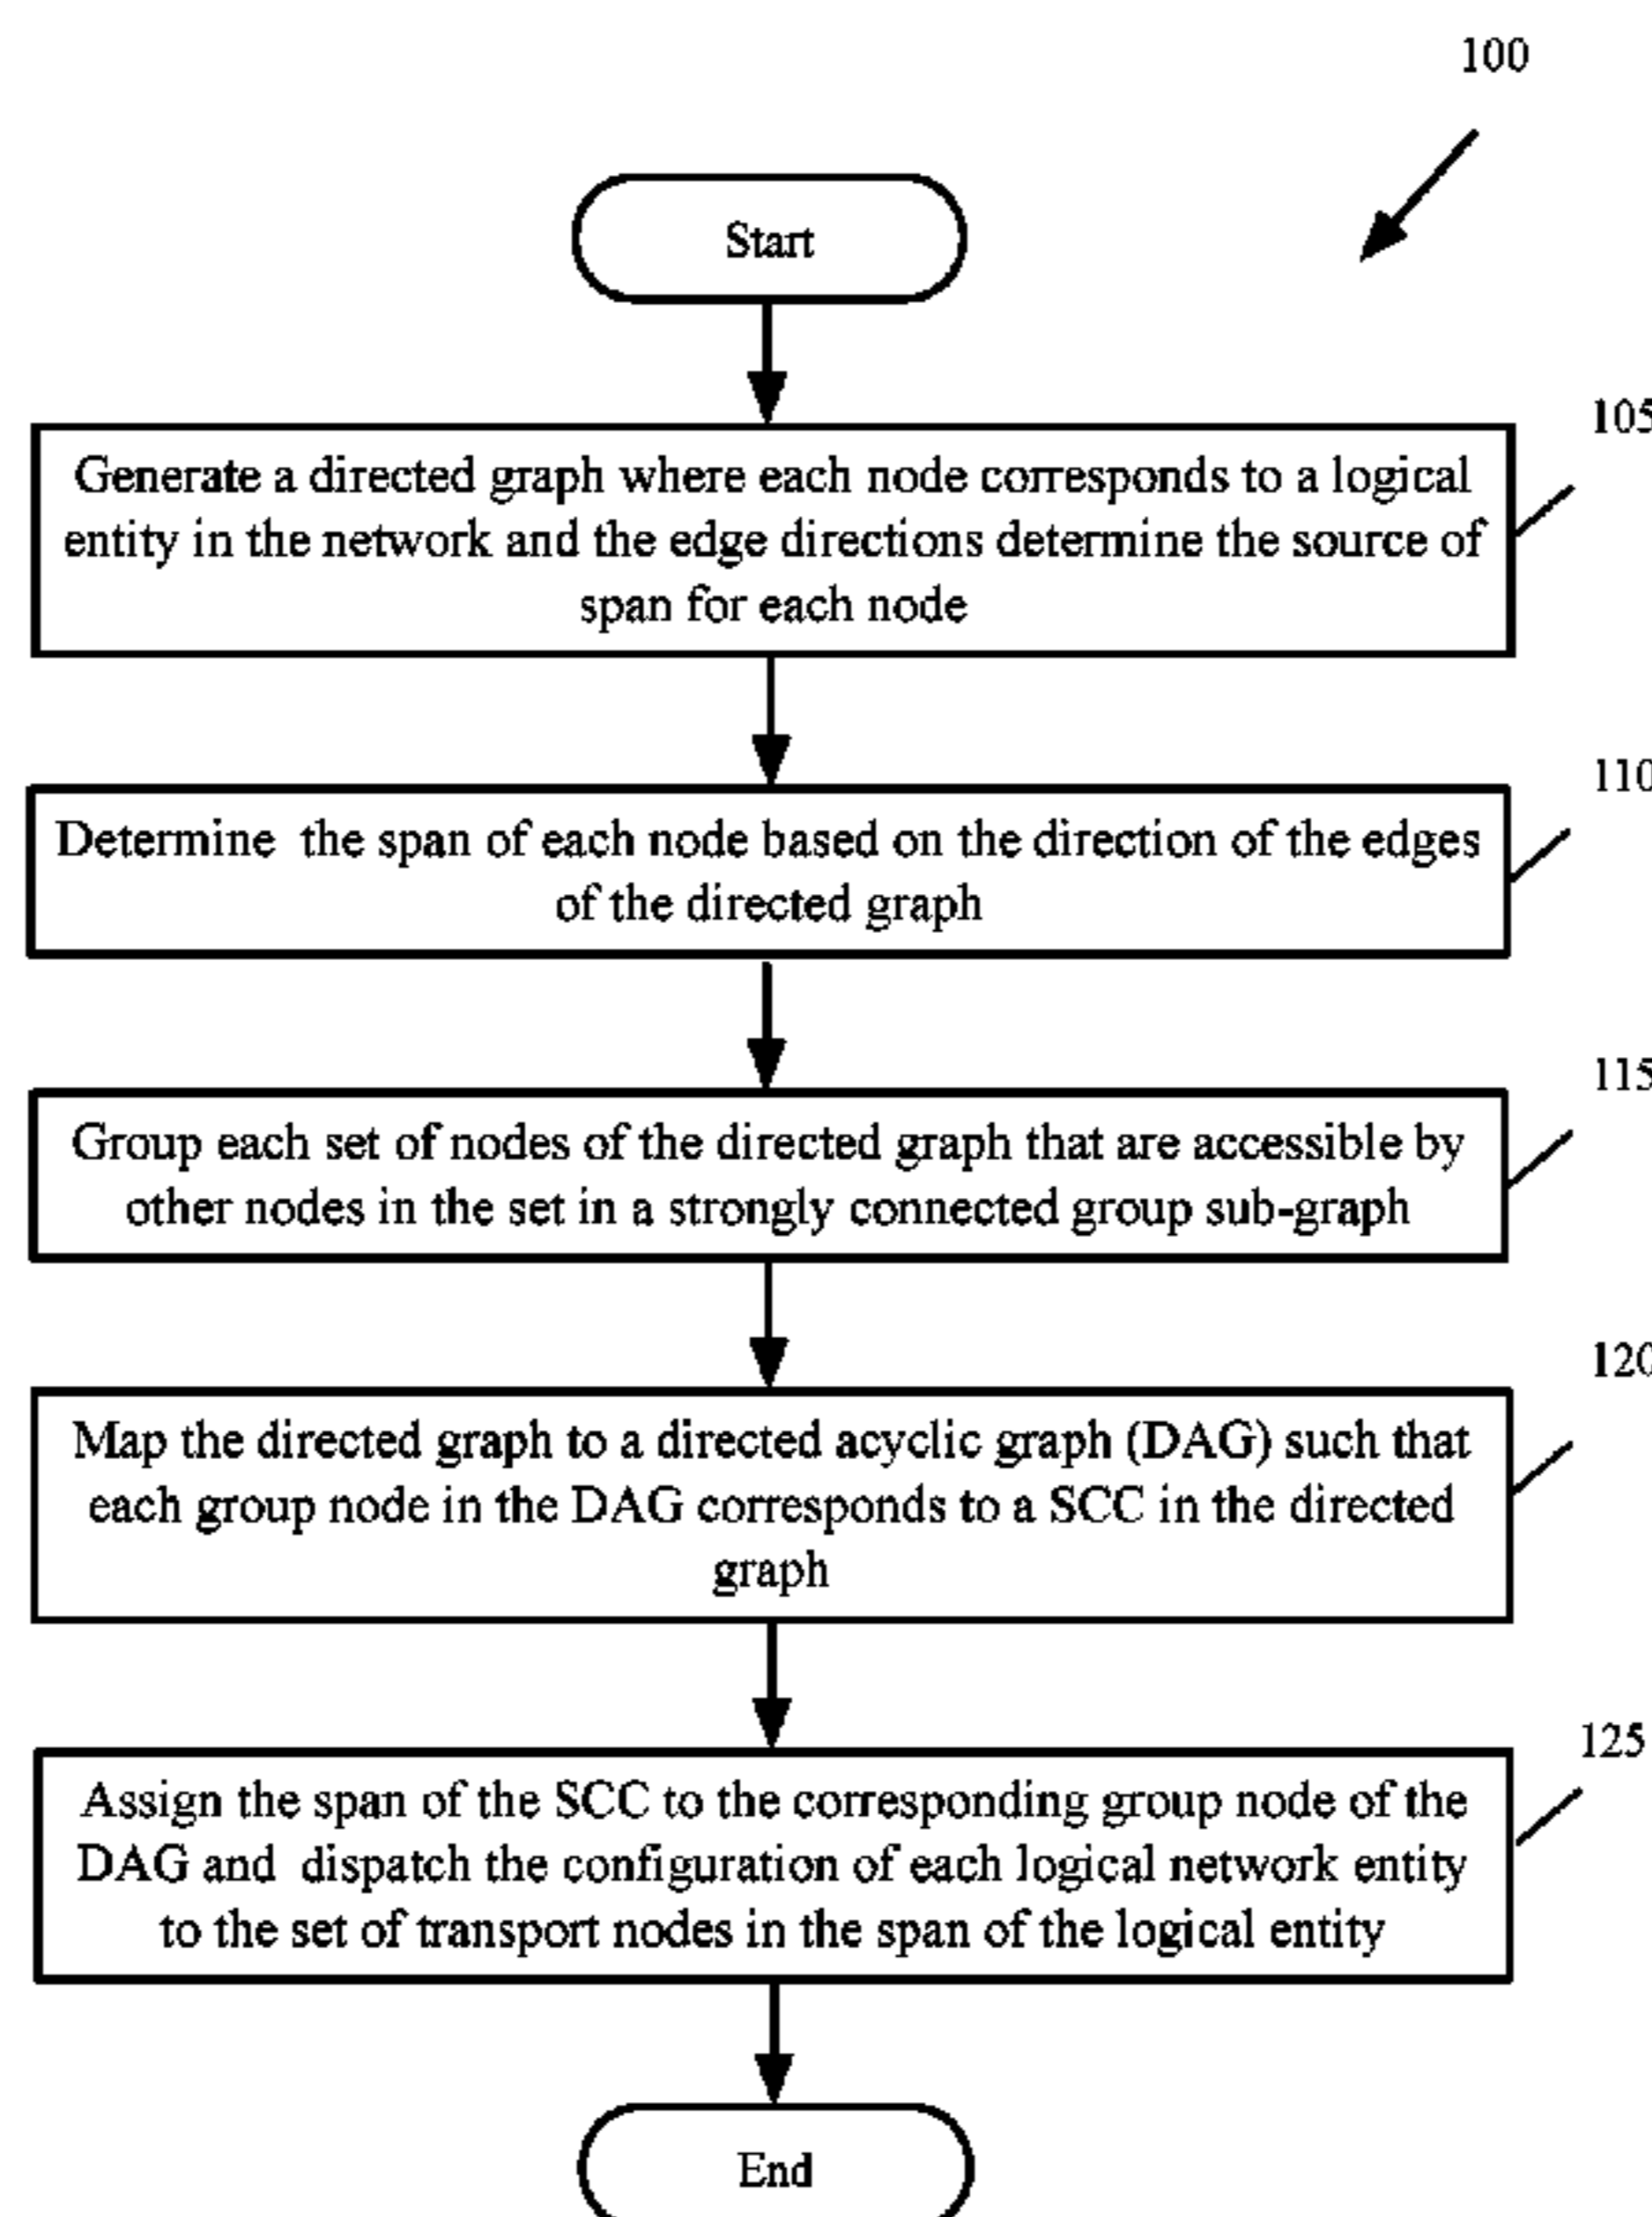 100
Start
105
Generate a directed graph where each node corresponds to a logical
entity in the network and the edge directions determine the source of
span for each node
110
Determine the span of each node based on the direction of the edges
of the directed graph
115
Group each set of nodes of the directed graph that are accessible by
other nodes in the set in a strongly connected group sub-graph
120
Map the directed graph to a directed acyclic graph (DAG) such that
each group node in the DAG corresponds to a SCC in the directed
graph
125
Assign the span of the SCC to the corresponding group node of the
DAG and dispatch the configuration of each logical network entity
to the set of transport nodes in the span of the logical entity
End